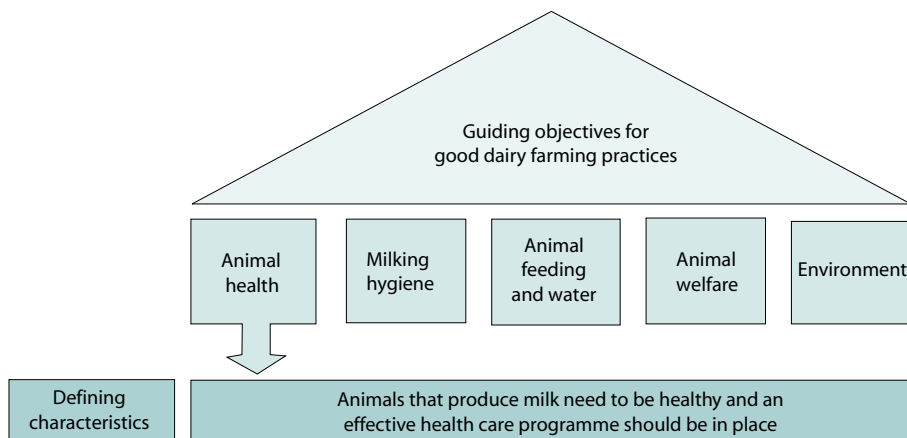 Guiding objectives for
good dairy farming practices
Animal
health
Milking
hygiene
Animal
feeding
and water
Animal
welfare
Environment
Defining
characteristics
Animals that produce milk need to be healthy and an
effective health care programme should be in place